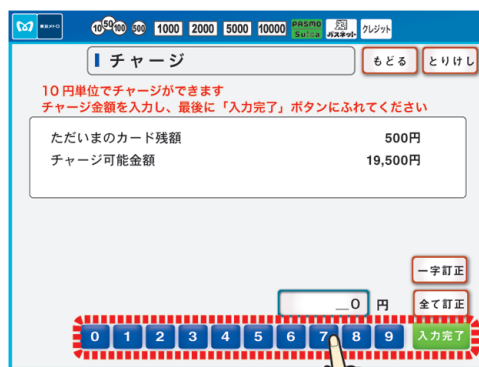 東京メトロ 10 50 100 500 1000 2000 5000 10000 PASMO Suica パスネット クレジット
チャージ もどる とりけし
10円単位でチャージができます
チャージ金額を入力し、最後に「入力完了」ボタンにふれてください
ただいまのカード残額 500円
チャージ可能金額 19,500円
一字訂正
_0 円 全て訂正
0 1 2 3 4 5 6 7 8 9 入力完了